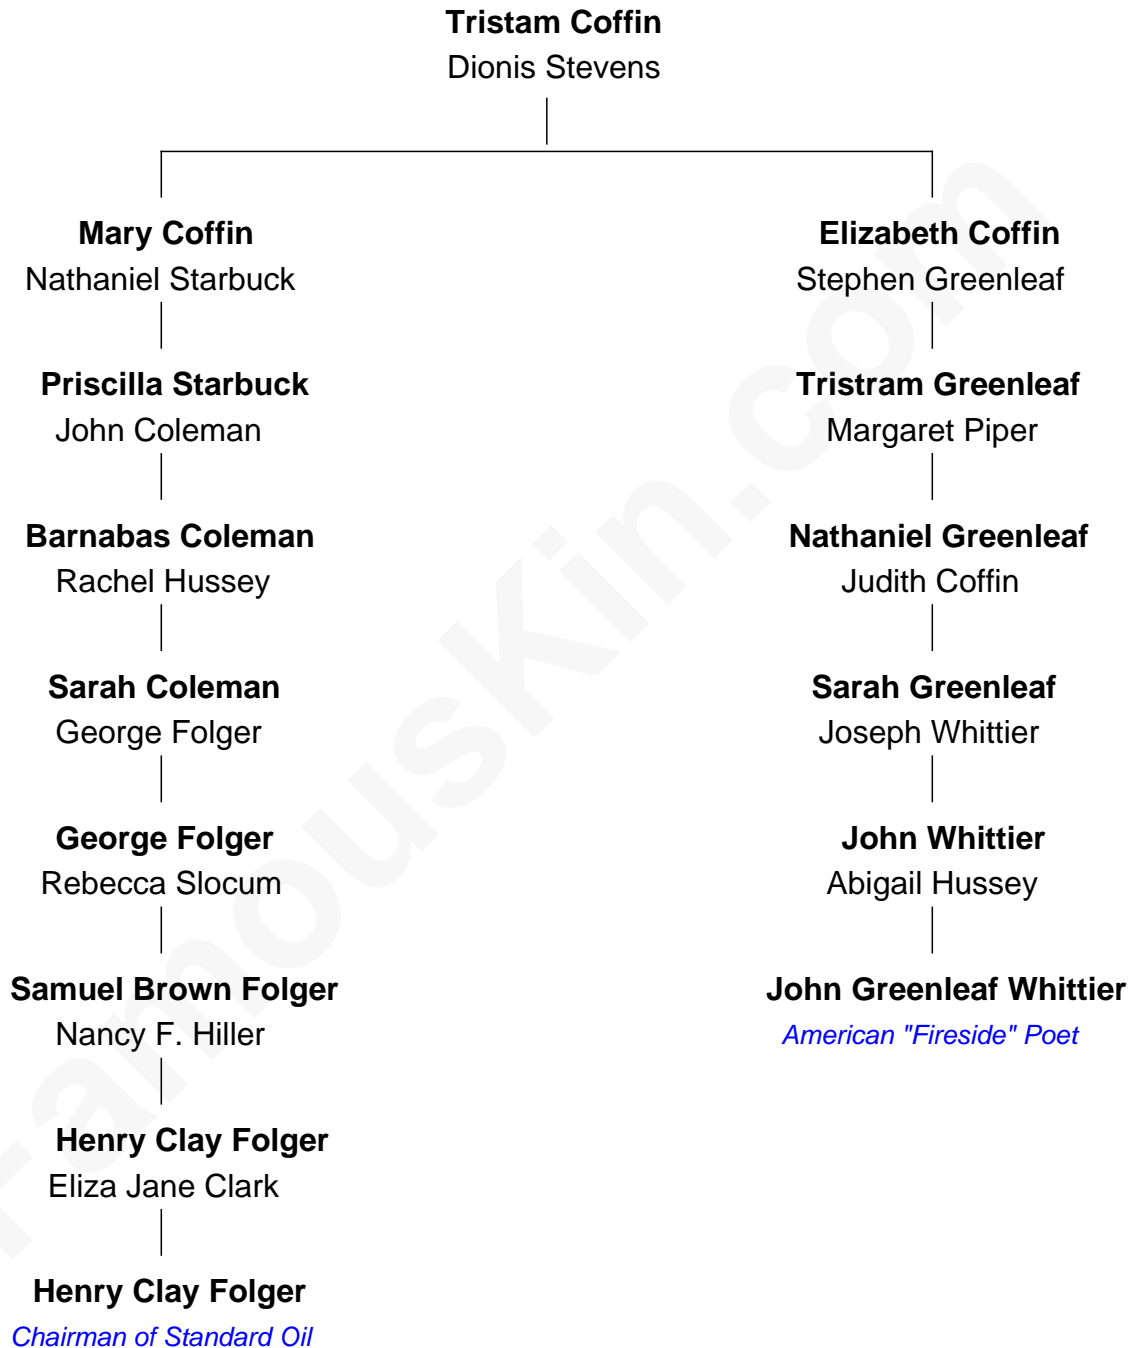 Tristam Coffin
Dionis Stevens
Mary Coffin
Nathaniel Starbuck
Elizabeth Coffin
Stephen Greenleaf
Priscilla Starbuck
John Coleman
Tristram Greenleaf
Margaret Piper
Barnabas Coleman
Rachel Hussey
Nathaniel Greenleaf
Judith Coffin
Sarah Coleman
George Folger
Sarah Greenleaf
Joseph Whittier
George Folger
Rebecca Slocum
John Whittier
Abigail Hussey
Samuel Brown Folger
Nancy F. Hiller
John Greenleaf Whittier
American "Fireside" Poet
Henry Clay Folger
Eliza Jane Clark
Henry Clay Folger
Chairman of Standard Oil
FamousKin.com